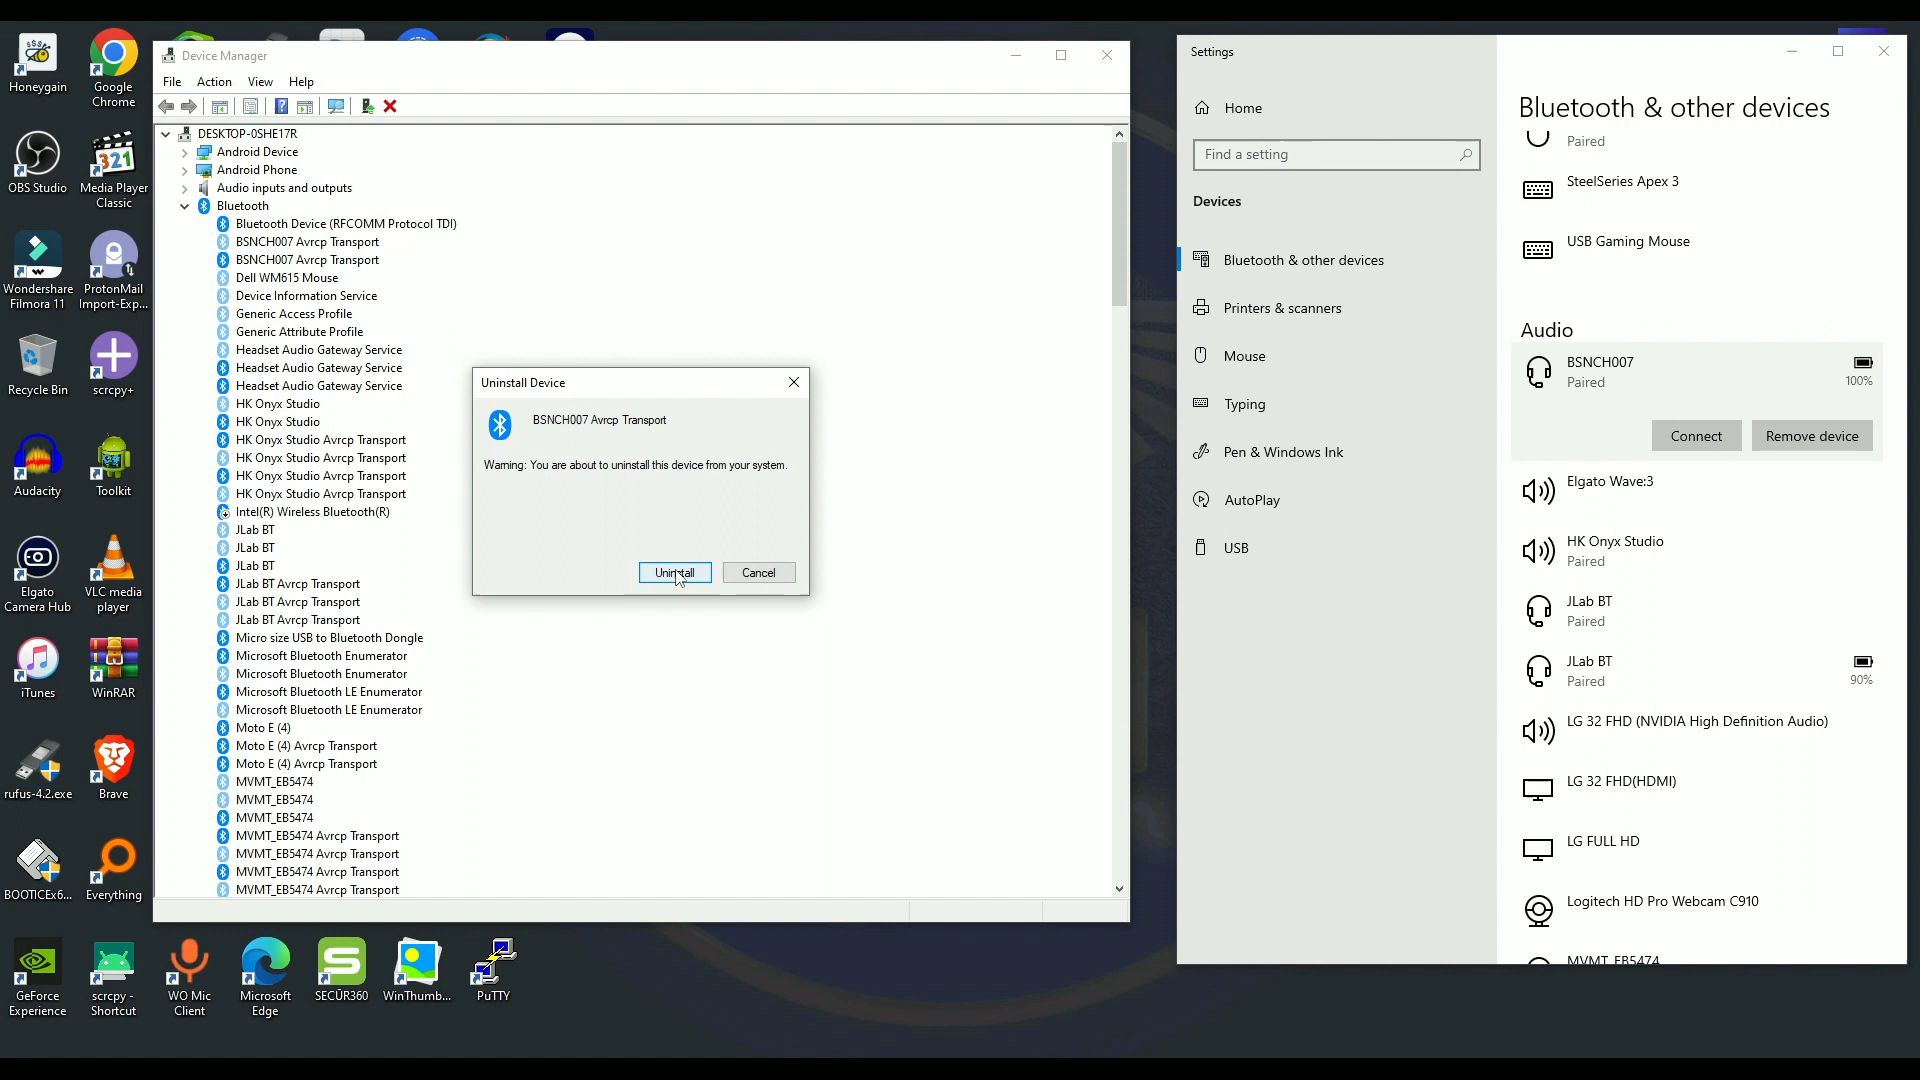 Honeygain
Google
Chrome
OBS Studio
Media Player
Classic
Wondershare
Filmora 11
ProtonMail
Import-Exp...
Recycle Bin
scrcpy+
Audacity
Toolkit
Elgato
Camera Hub
VLC media
player
iTunes
WinRAR
rufus-4.2.exe
Brave
BOOTICEx6...
Everything
GeForce
Experience
scrcpy -
Shortcut
WO Mic
Client
Microsoft
Edge
SECŪR360
WinThumb...
PuTTY
Device Manager
File Action View Help
DESKTOP-0SHE17R
Android Device
Android Phone
Audio inputs and outputs
Bluetooth
Bluetooth Device (RFCOMM Protocol TDI)
BSNCH007 Avrcp Transport
BSNCH007 Avrcp Transport
Dell WM615 Mouse
Device Information Service
Generic Access Profile
Generic Attribute Profile
Headset Audio Gateway Service
Headset Audio Gateway Service
Headset Audio Gateway Service
HK Onyx Studio
HK Onyx Studio
HK Onyx Studio Avrcp Transport
HK Onyx Studio Avrcp Transport
HK Onyx Studio Avrcp Transport
HK Onyx Studio Avrcp Transport
Intel(R) Wireless Bluetooth(R)
JLab BT
JLab BT
JLab BT
JLab BT Avrcp Transport
JLab BT Avrcp Transport
JLab BT Avrcp Transport
Micro size USB to Bluetooth Dongle
Microsoft Bluetooth Enumerator
Microsoft Bluetooth Enumerator
Microsoft Bluetooth LE Enumerator
Microsoft Bluetooth LE Enumerator
Moto E (4)
Moto E (4) Avrcp Transport
Moto E (4) Avrcp Transport
MVMT_EB5474
MVMT_EB5474
MVMT_EB5474
MVMT_EB5474 Avrcp Transport
MVMT_EB5474 Avrcp Transport
MVMT_EB5474 Avrcp Transport
MVMT_EB5474 Avrcp Transport
Uninstall Device
BSNCH007 Avrcp Transport
Warning: You are about to uninstall this device from your system.
Uninstall Cancel
Settings
Home
Find a setting
Devices
Bluetooth & other devices
Printers & scanners
Mouse
Typing
Pen & Windows Ink
AutoPlay
USB
Bluetooth & other devices
Paired
SteelSeries Apex 3
USB Gaming Mouse
Audio
BSNCH007
Paired
100%
Connect Remove device
Elgato Wave:3
HK Onyx Studio
Paired
JLab BT
Paired
JLab BT
Paired
90%
LG 32 FHD (NVIDIA High Definition Audio)
LG 32 FHD(HDMI)
LG FULL HD
Logitech HD Pro Webcam C910
MVMT_EB5474